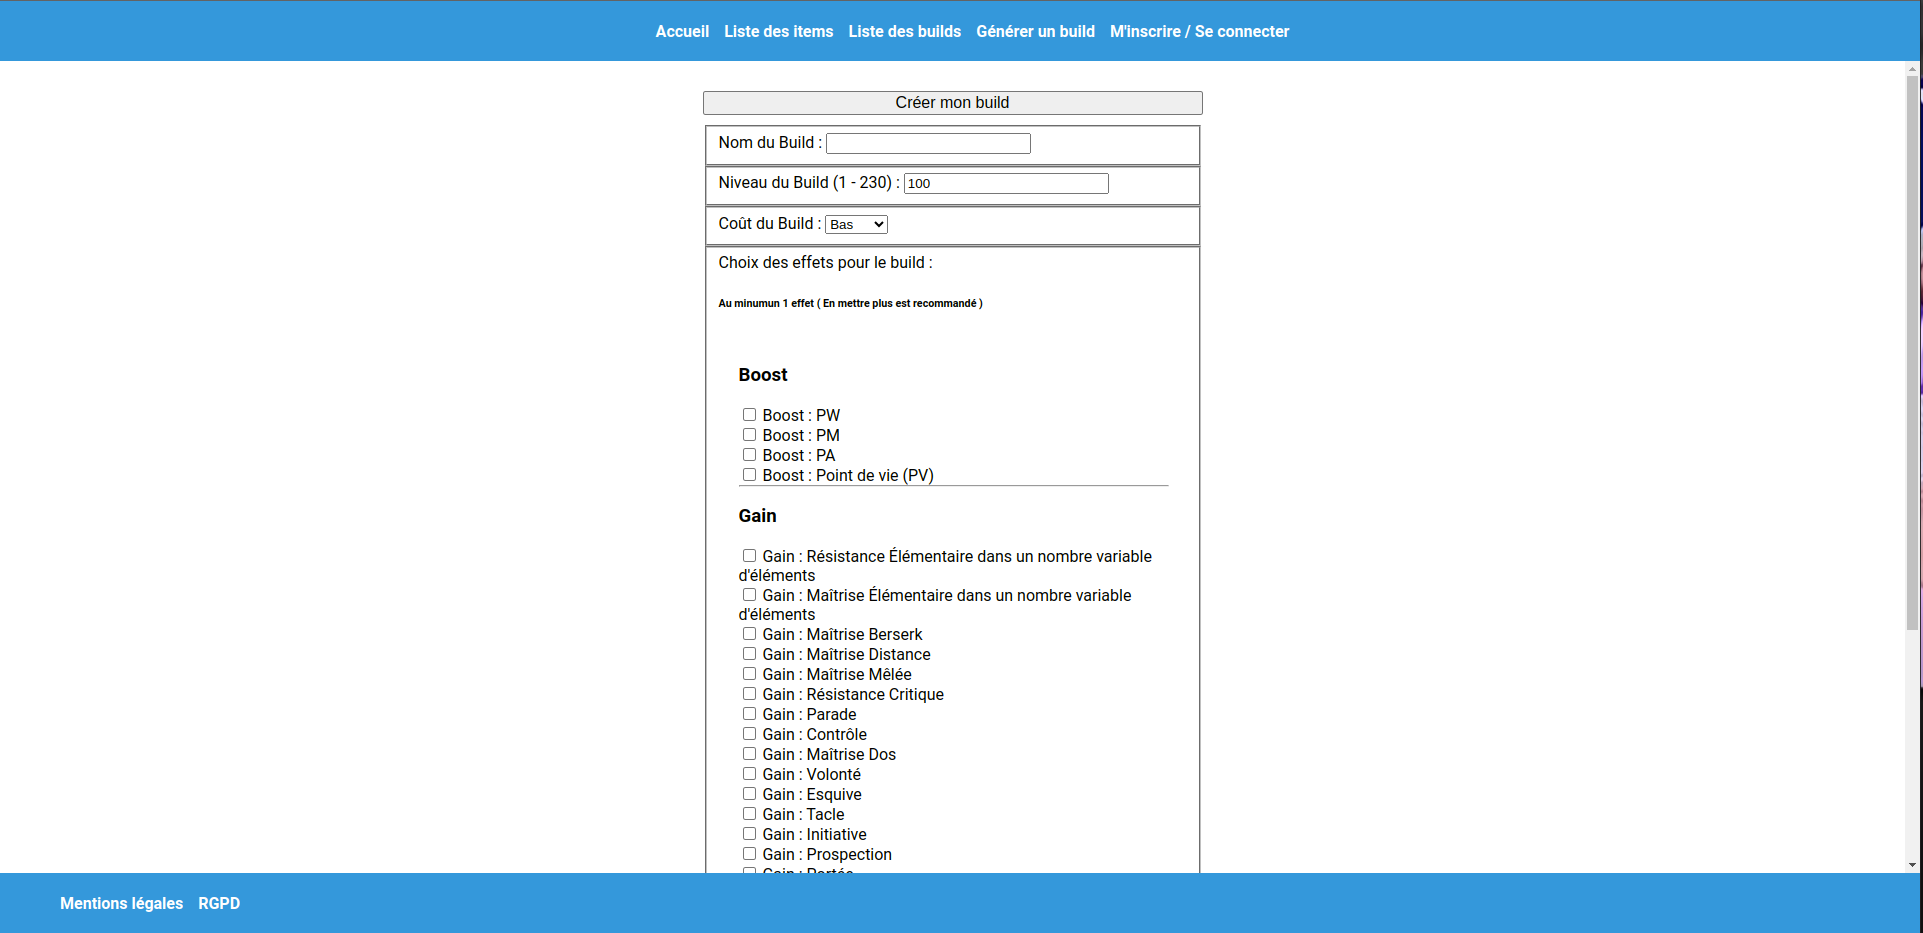 Accueil Liste des items Liste des builds Générer un build M'inscrire / Se connecter
Créer mon build
Nom du Build :
Niveau du Build (1 - 230) : 100
Coût du Build : Bas
Choix des effets pour le build :
Au minumun 1 effet ( En mettre plus est recommandé )
Boost
Boost : PW
Boost : PM
Boost : PA
Boost : Point de vie (PV)
Gain
Gain : Résistance Élémentaire dans un nombre variable
d'éléments
Gain : Maîtrise Élémentaire dans un nombre variable
d'éléments
Gain : Maîtrise Berserk
Gain : Maîtrise Distance
Gain : Maîtrise Mêlée
Gain : Résistance Critique
Gain : Parade
Gain : Contrôle
Gain : Maîtrise Dos
Gain : Volonté
Gain : Esquive
Gain : Tacle
Gain : Initiative
Gain : Prospection
Gain : Portée
Mentions légales RGPD